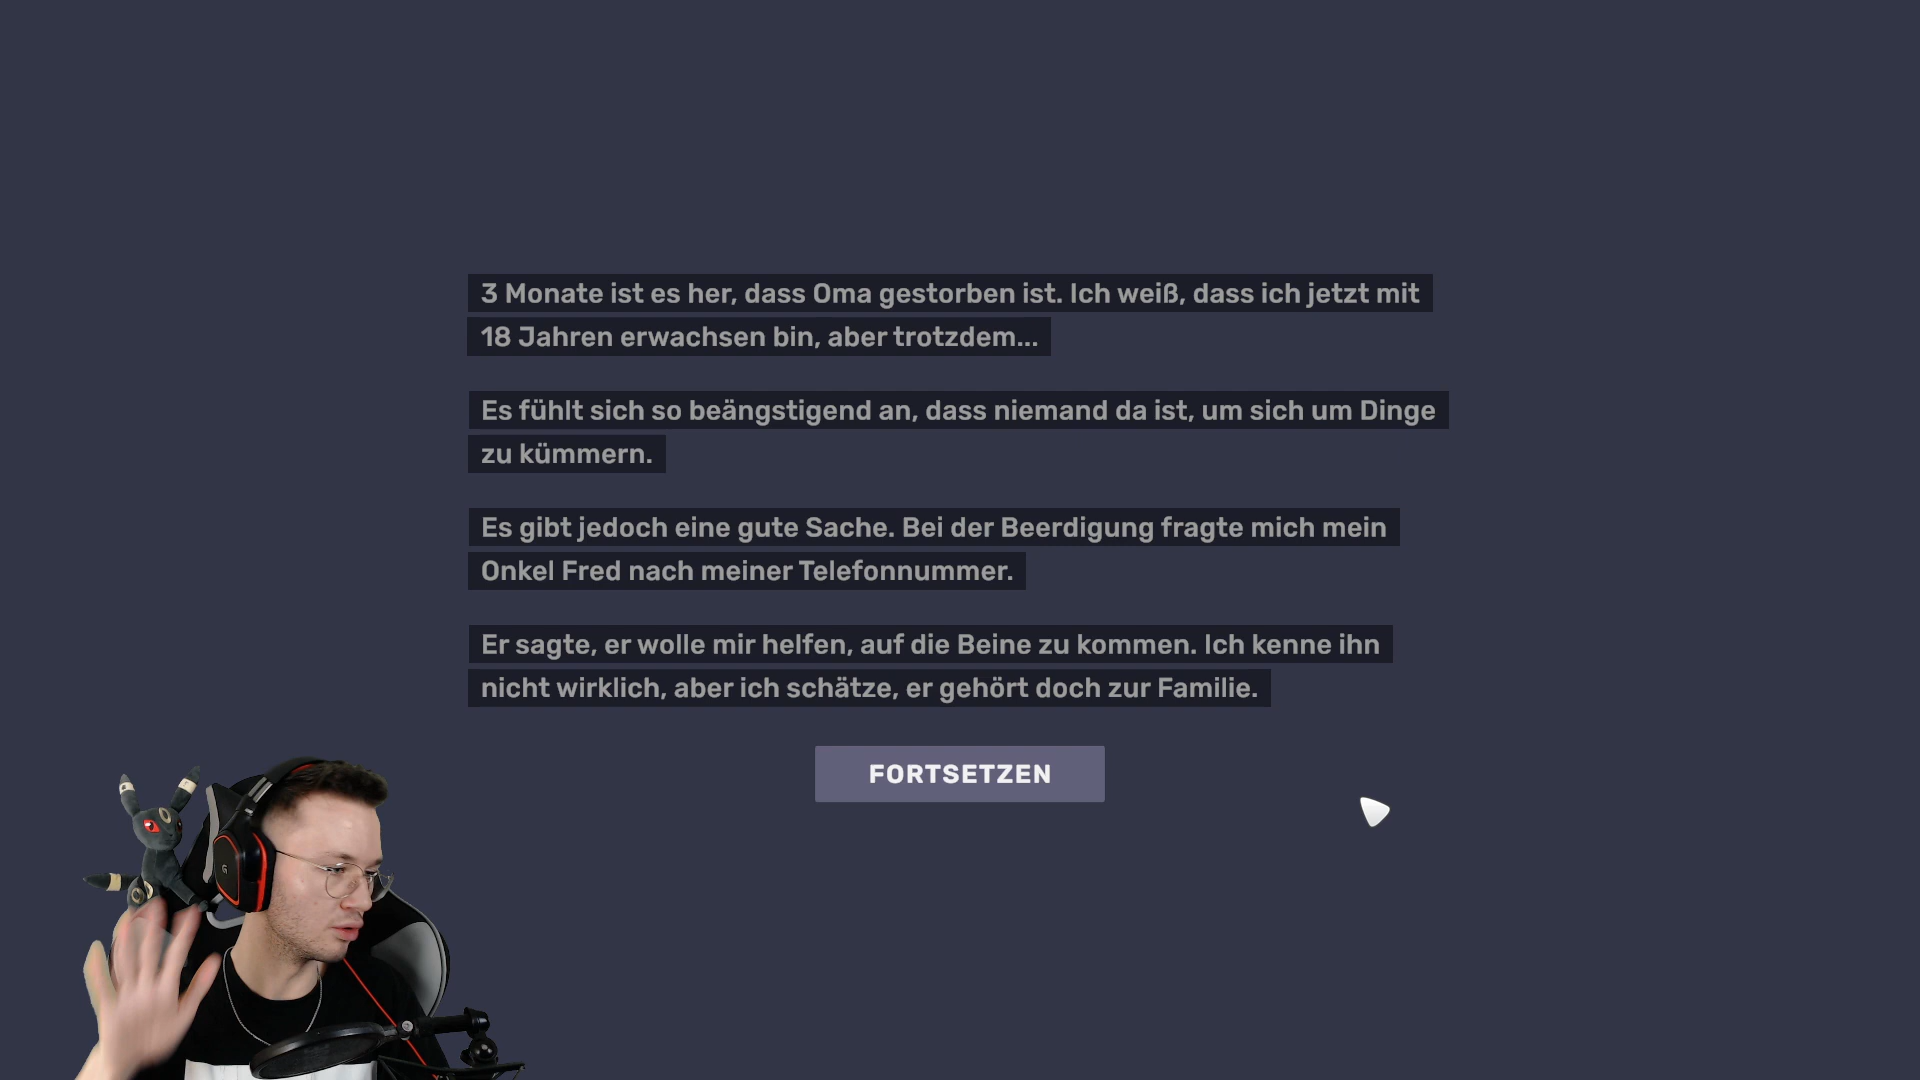 3 Monate ist es her, dass Oma gestorben ist. Ich weiß, dass ich jetzt mit
18 Jahren erwachsen bin, aber trotzdem...
Es fühlt sich so beängstigend an, dass niemand da ist, um sich um Dinge
zu kümmern.
Es gibt jedoch eine gute Sache. Bei der Beerdigung fragte mich mein
Onkel Fred nach meiner Telefonnummer.
Er sagte, er wolle mir helfen, auf die Beine zu kommen. Ich kenne ihn
nicht wirklich, aber ich schätze, er gehört doch zur Familie.
FORTSETZEN